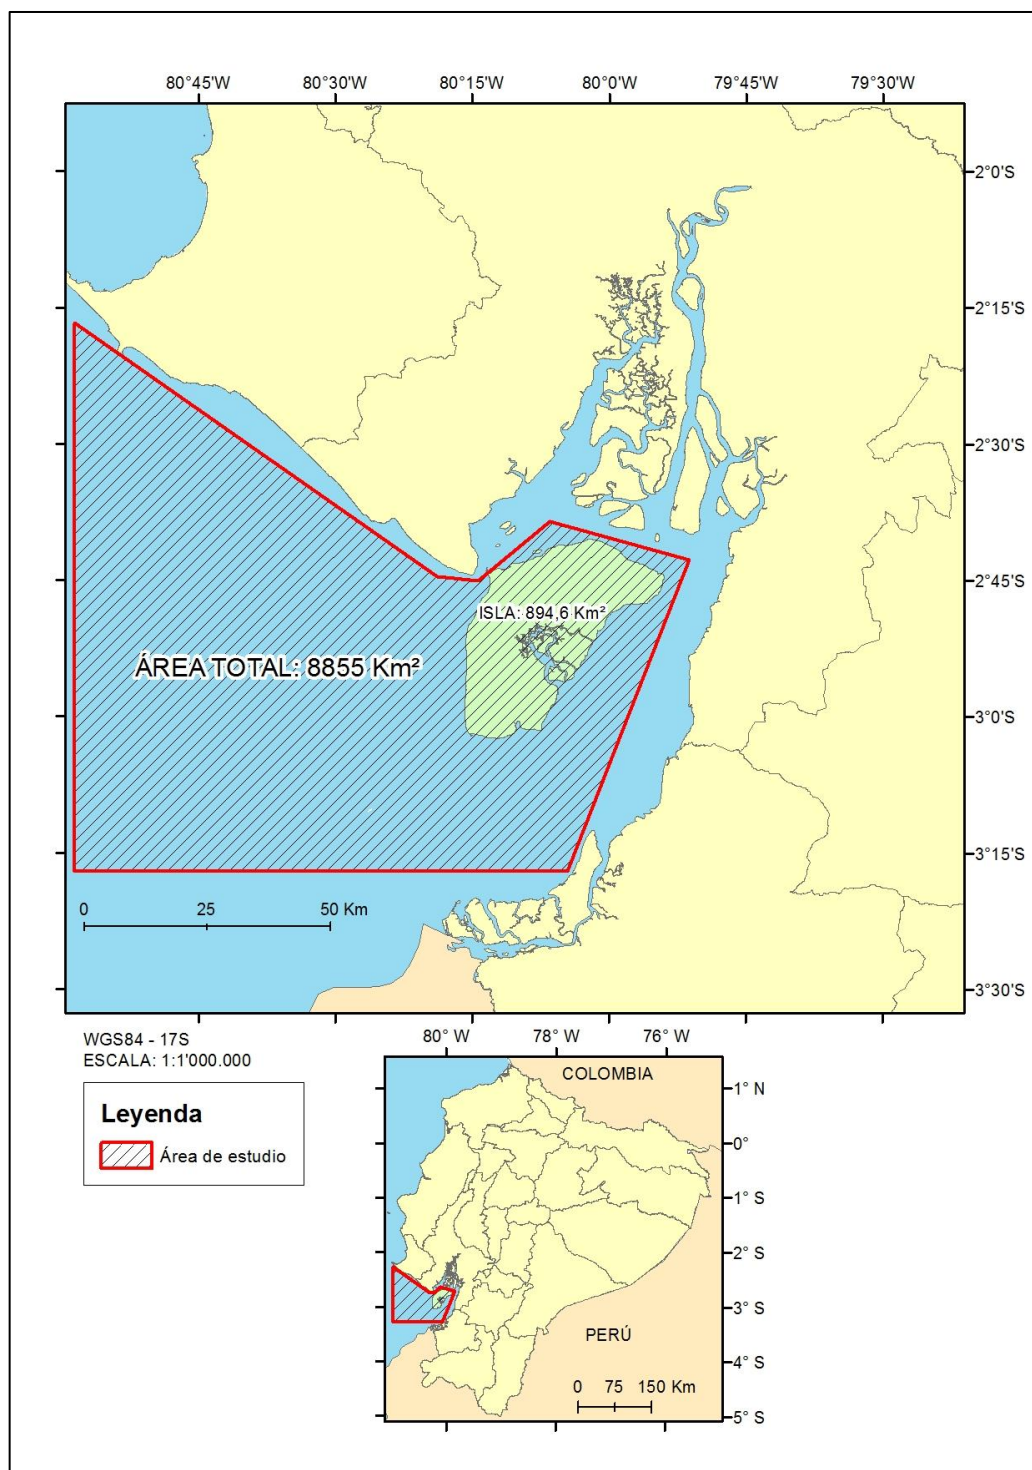 80°45'W 80°30'W 80°15'W 80°0'W 79°45'W 79°30'W
2°0'S
2°15'S
2°30'S
2°45'S
ISLA: 894,6 Km²
ÁREA TOTAL: 8855 Km²
3°0'S
3°15'S
0 25 50 Km
3°30'S
WGS84 - 17S
ESCALA: 1:1'000.000
Leyenda
Área de estudio
80° W 78° W 76° W
COLOMBIA
1° N
0°
1° S
2° S
3° S
PERÚ
4° S
0 75 150 Km
5° S